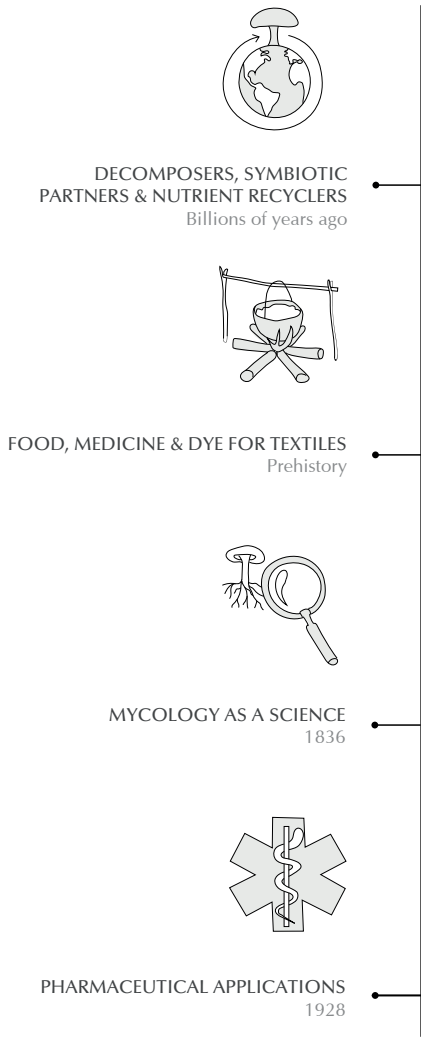 DECOMPOSERS, SYMBIOTIC
PARTNERS & NUTRIENT RECYCLERS
Billions of years ago
FOOD, MEDICINE & DYE FOR TEXTILES
Prehistory
MYCOLOGY AS A SCIENCE
1836
PHARMACEUTICAL APPLICATIONS
1928